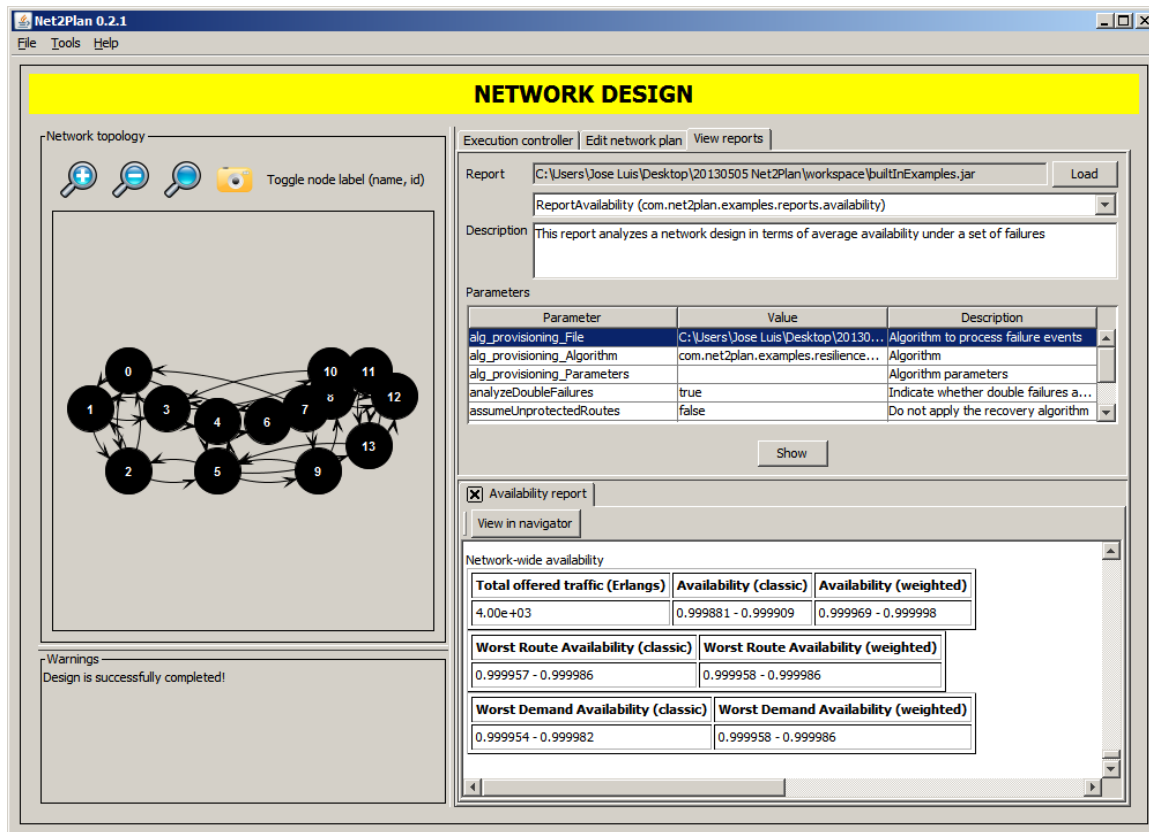 Net2Plan 0.2.1
File Tools Help
NETWORK DESIGN
Network topology
Toggle node label (name, id)
0
10 11
1 3 7 8 12
4 6
13
2 5 9
Warnings
Design is successfully completed!
Execution controller Edit network plan View reports
Report C:\Users\Jose Luis\Desktop\20130505 Net2Plan\workspace\builtInExamples.jar Load
ReportAvailability (com.net2plan.examples.reports.availability)
Description This report analyzes a network design in terms of average availability under a set of failures
Parameters
Parameter Value Description
alg_provisioning_File C:\Users\Jose Luis\Desktop\20130... Algorithm to process failure events
alg_provisioning_Algorithm com.net2plan.examples.resilience... Algorithm
alg_provisioning_Parameters Algorithm parameters
analyzeDoubleFailures true Indicate whether double failures a...
assumeUnprotectedRoutes false Do not apply the recovery algorithm
Show
Availability report
View in navigator
Network-wide availability
Total offered traffic (Erlangs) Availability (classic) Availability (weighted)
4.00e+03 0.999881 - 0.999909 0.999969 - 0.999998
Worst Route Availability (classic) Worst Route Availability (weighted)
0.999957 - 0.999986 0.999958 - 0.999986
Worst Demand Availability (classic) Worst Demand Availability (weighted)
0.999954 - 0.999982 0.999958 - 0.999986